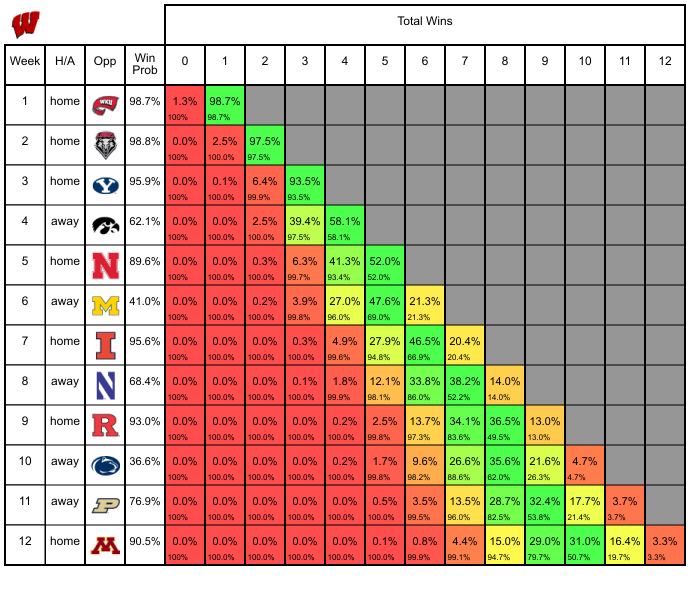 W
Total Wins
Week H/A Opp Win Prob 0 1 2 3 4 5 6 7 8 9 10 11 12
1 home WKU 98.7% 1.3% 98.7%
100% 98.7%
2 home 98.8% 0.0% 2.5% 97.5%
100% 100.0% 97.5%
3 home Y 95.9% 0.0% 0.1% 6.4% 93.5%
100% 100.0% 99.9% 93.5%
4 away 62.1% 0.0% 0.0% 2.5% 39.4% 58.1%
100% 100.0% 100.0% 97.5% 58.1%
5 home N 89.6% 0.0% 0.0% 0.3% 6.3% 41.3% 52.0%
100% 100.0% 100.0% 99.7% 93.4% 52.0%
6 away M 41.0% 0.0% 0.0% 0.2% 3.9% 27.0% 47.6% 21.3%
100% 100.0% 100.0% 99.8% 96.0% 69.0% 21.3%
7 home I 95.6% 0.0% 0.0% 0.0% 0.3% 4.9% 27.9% 46.5% 20.4%
100% 100.0% 100.0% 100.0% 99.6% 94.8% 66.9% 20.4%
8 away N 68.4% 0.0% 0.0% 0.0% 0.1% 1.8% 12.1% 33.8% 38.2% 14.0%
100% 100.0% 100.0% 100.0% 99.9% 98.1% 86.0% 52.2% 14.0%
9 home R 93.0% 0.0% 0.0% 0.0% 0.0% 0.2% 2.5% 13.7% 34.1% 36.5% 13.0%
100% 100.0% 100.0% 100.0% 100.0% 99.8% 97.3% 83.6% 49.5% 13.0%
10 away 36.6% 0.0% 0.0% 0.0% 0.0% 0.2% 1.7% 9.6% 26.6% 35.6% 21.6% 4.7%
100% 100.0% 100.0% 100.0% 100.0% 99.8% 98.2% 88.6% 62.0% 26.3% 4.7%
11 away P 76.9% 0.0% 0.0% 0.0% 0.0% 0.0% 0.5% 3.5% 13.5% 28.7% 32.4% 17.7% 3.7%
100% 100.0% 100.0% 100.0% 100.0% 100.0% 99.5% 96.0% 82.5% 53.8% 21.4% 3.7%
12 home M 90.5% 0.0% 0.0% 0.0% 0.0% 0.0% 0.1% 0.8% 4.4% 15.0% 29.0% 31.0% 16.4% 3.3%
100% 100.0% 100.0% 100.0% 100.0% 100.0% 99.9% 99.1% 94.7% 79.7% 50.7% 19.7% 3.3%